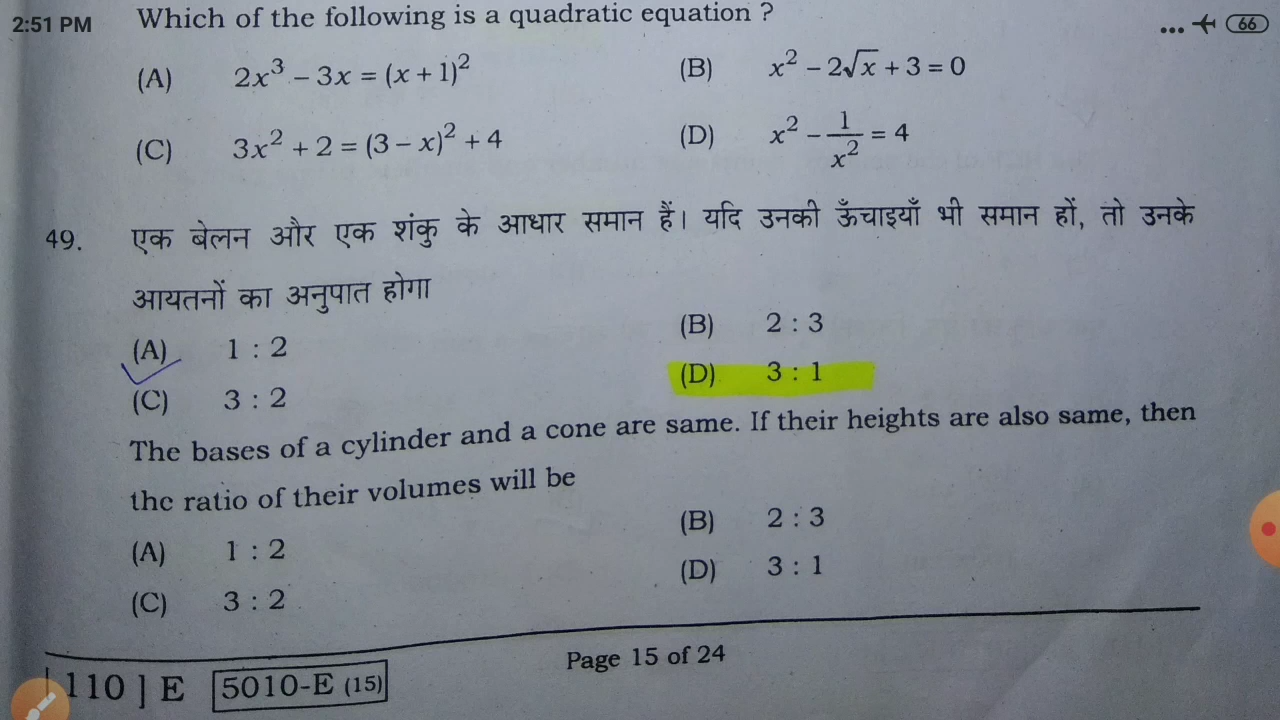 2:51 PM
66
Which of the following is a quadratic equation ?
(A) 2x³ – 3x = (x + 1)² (B) x² – 2√x + 3 = 0
(C) 3x² + 2 = (3 – x)² + 4 (D) x² – 1/x² = 4
49. एक बेलन और एक शंकु के आधार समान हैं। यदि उनकी ऊँचाइयाँ भी समान हों, तो उनके
आयतनों का अनुपात होगा
(A) 1 : 2 (B) 2 : 3
(C) 3 : 2 (D) 3 : 1
The bases of a cylinder and a cone are same. If their heights are also same, then
the ratio of their volumes will be
(A) 1 : 2 (B) 2 : 3
(C) 3 : 2 (D) 3 : 1
110 ] E 5010-E (15) Page 15 of 24